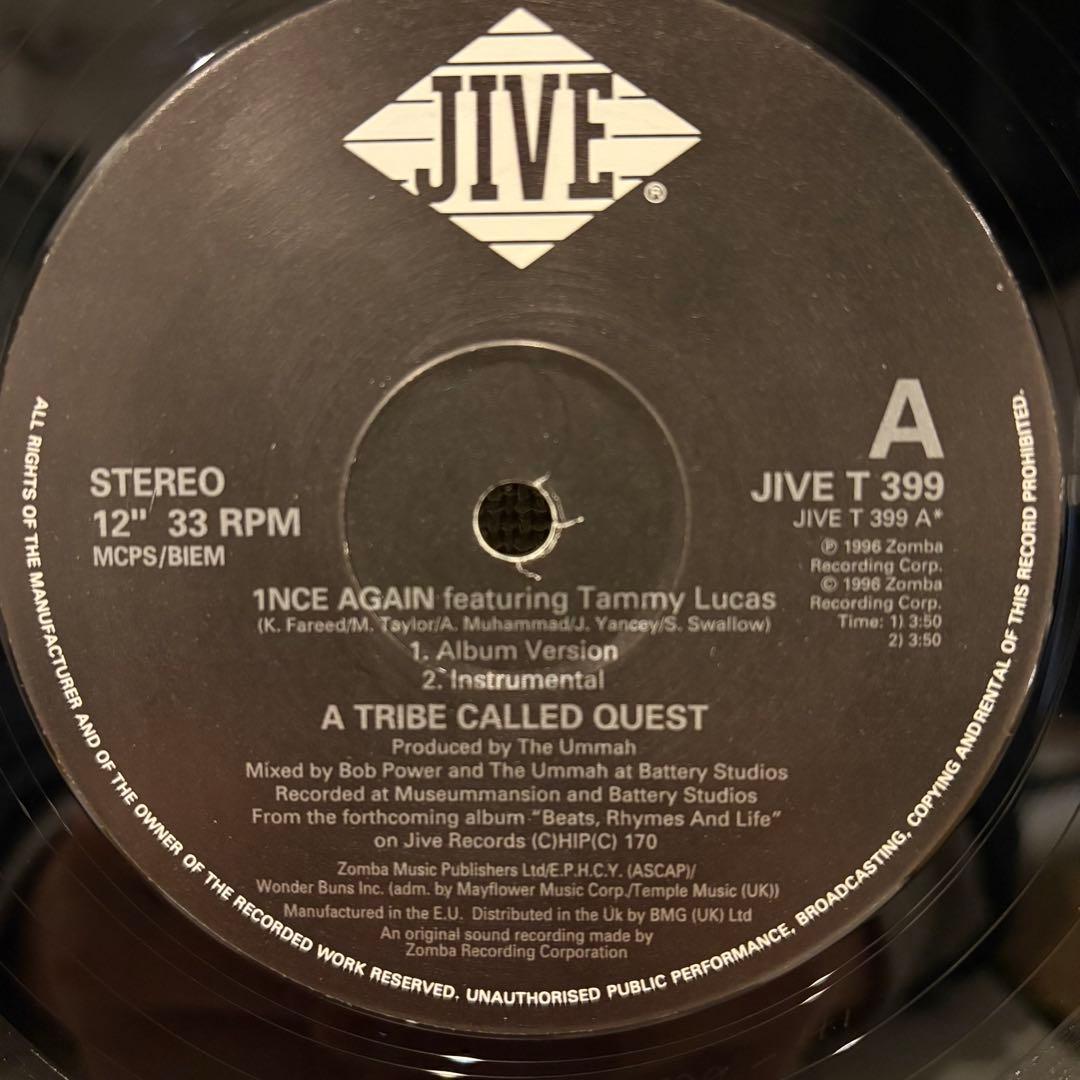 JIVE®
A
STEREO
JIVE T 399
12" 33 RPM
JIVE T 399 A*
MCPS/BIEM
℗ 1996 Zomba
Recording Corp.
© 1996 Zomba
Recording Corp.
Time: 1) 3:50
2) 3:50
1NCE AGAIN featuring Tammy Lucas
(K. Fareed/M. Taylor/A. Muhammad/J. Yancey/S. Swallow)
1. Album Version
2. Instrumental
A TRIBE CALLED QUEST
Produced by The Ummah
Mixed by Bob Power and The Ummah at Battery Studios
Recorded at Museummansion and Battery Studios
From the forthcoming album "Beats, Rhymes And Life"
on Jive Records (C)HIP(C) 170
Zomba Music Publishers Ltd/E.P.H.C.Y. (ASCAP)/
Wonder Buns Inc. (adm. by Mayflower Music Corp./Temple Music (UK))
Manufactured in the E.U. Distributed in the Uk by BMG (UK) Ltd
An original sound recording made by
Zomba Recording Corporation
ALL RIGHTS OF THE MANUFACTURER AND OF THE OWNER OF THE RECORDED WORK RESERVED. UNAUTHORISED PUBLIC PERFORMANCE, BROADCASTING, COPYING AND RENTAL OF THIS RECORD PROHIBITED.